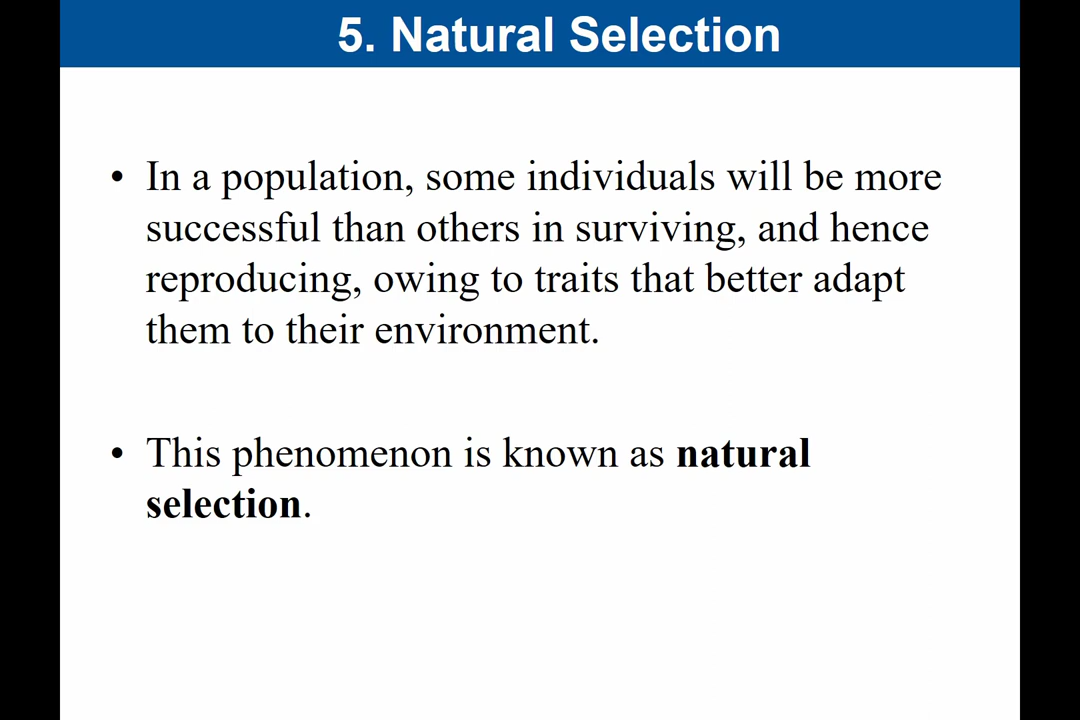 5. Natural Selection
• In a population, some individuals will be more
successful than others in surviving, and hence
reproducing, owing to traits that better adapt
them to their environment.
• This phenomenon is known as natural
selection.